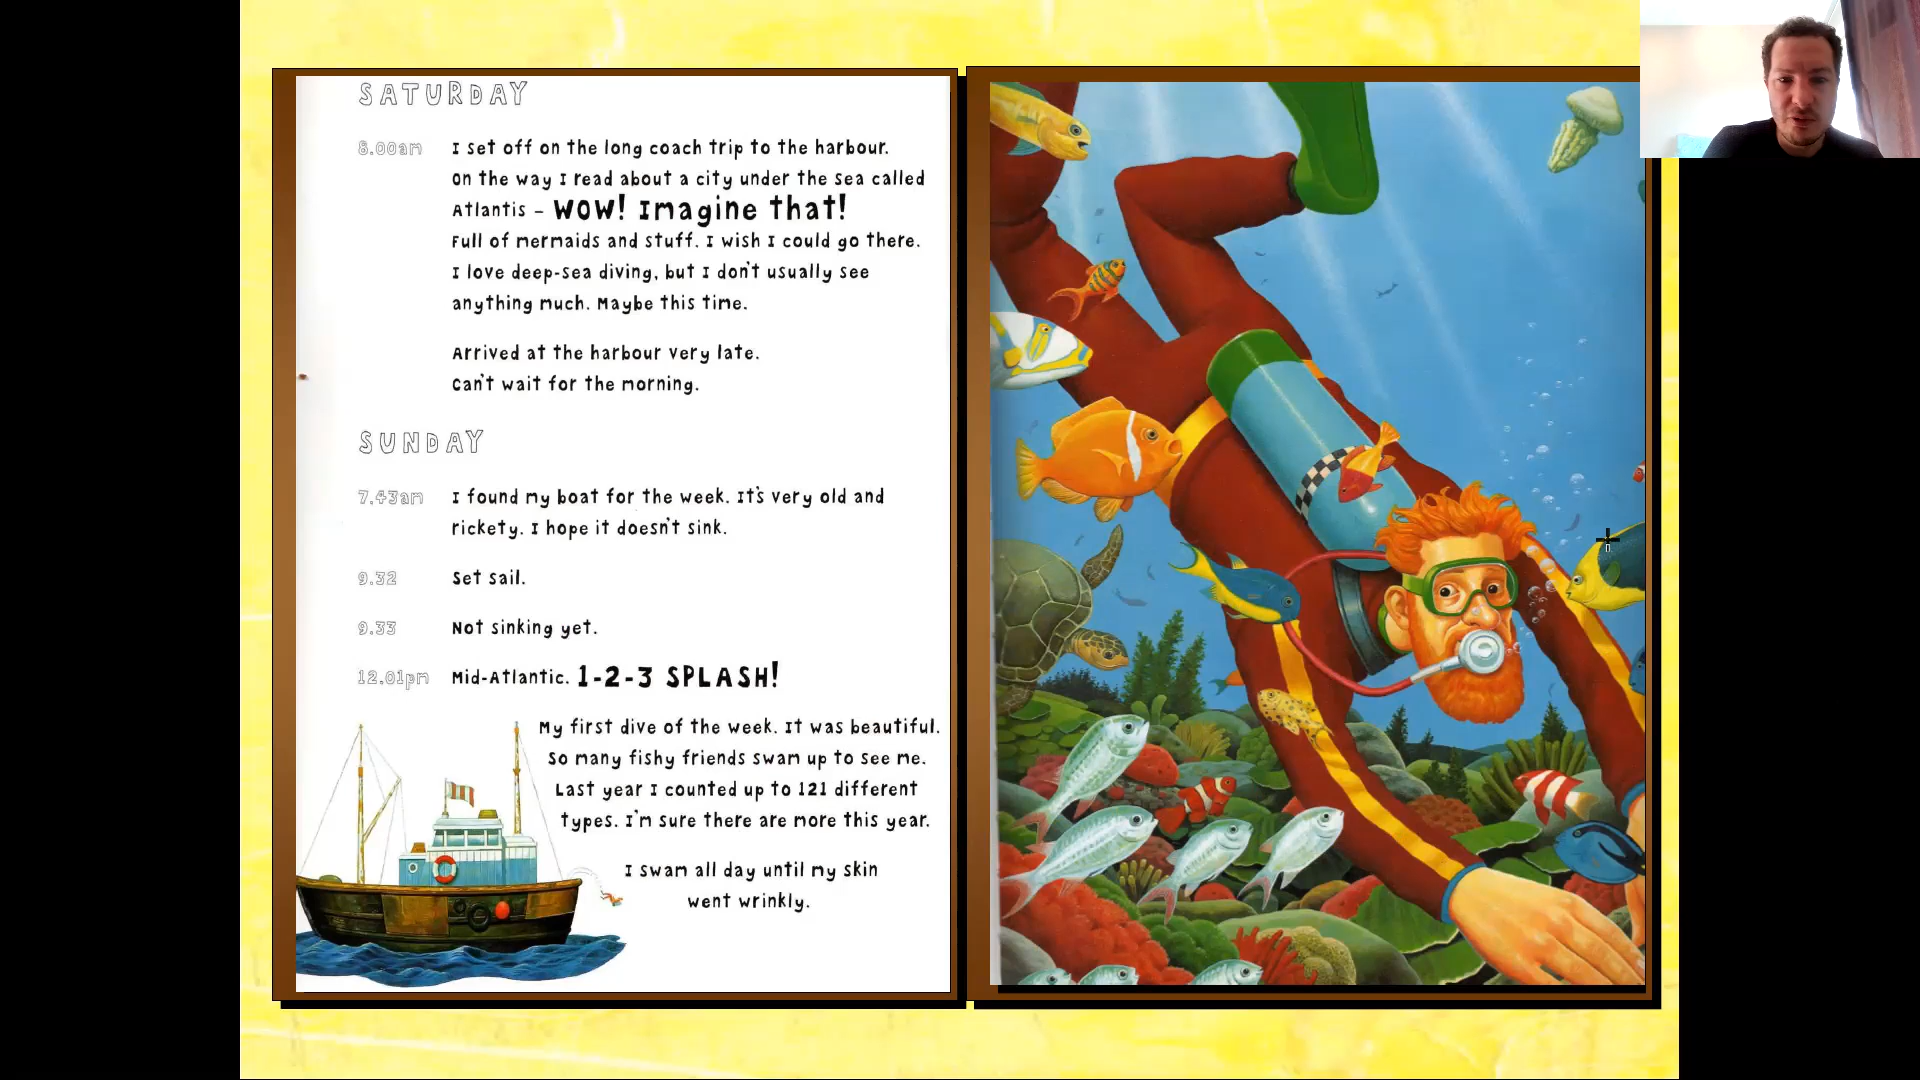 SATURDAY
8.00am I set off on the long coach trip to the harbour.
On the way I read about a city under the sea called
Atlantis – WOW! Imagine that!
Full of mermaids and stuff. I wish I could go there.
I love deep-sea diving, but I don't usually see
anything much. Maybe this time.
Arrived at the harbour very late.
Can't wait for the morning.
SUNDAY
7.43am I found my boat for the week. It's very old and
rickety. I hope it doesn't sink.
9.32 Set sail.
9.33 Not sinking yet.
12.01pm Mid-Atlantic. 1-2-3 SPLASH!
My first dive of the week. It was beautiful.
So many fishy friends swam up to see me.
Last year I counted up to 121 different
types. I'm sure there are more this year.
I swam all day until my skin
went wrinkly.